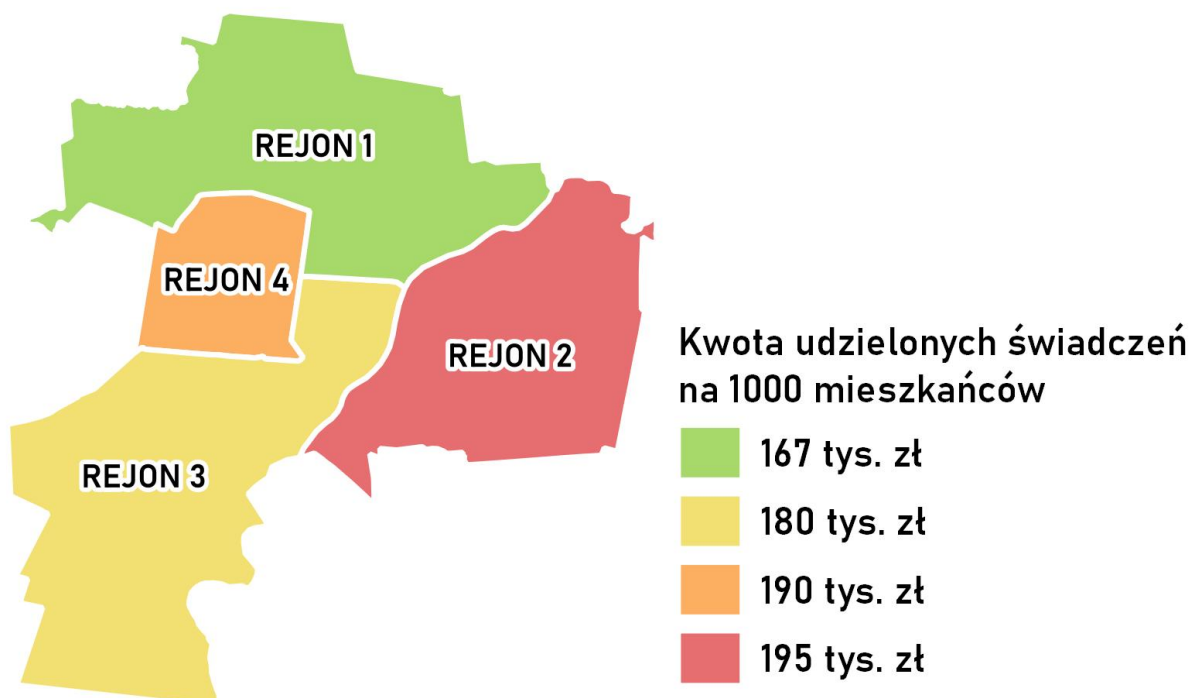 REJON 1
REJON 4
REJON 2
REJON 3
Kwota udzielonych świadczeń
na 1000 mieszkańców
167 tys. zł
180 tys. zł
190 tys. zł
195 tys. zł